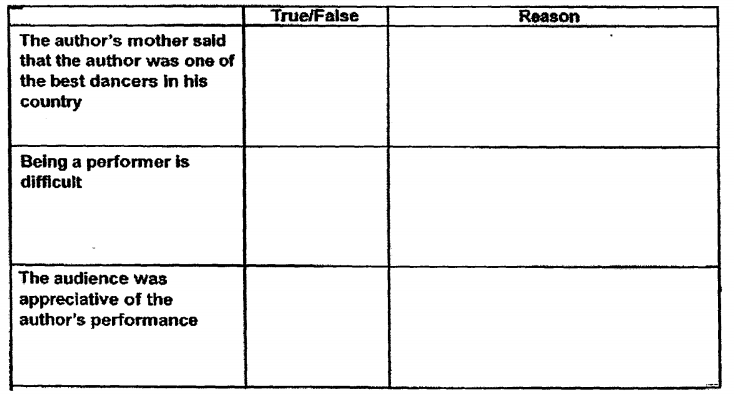 True/False Reason
The author's mother said
that the author was one of
the best dancers in his
country
Being a performer is
difficult
The audience was
appreciative of the
author's performance